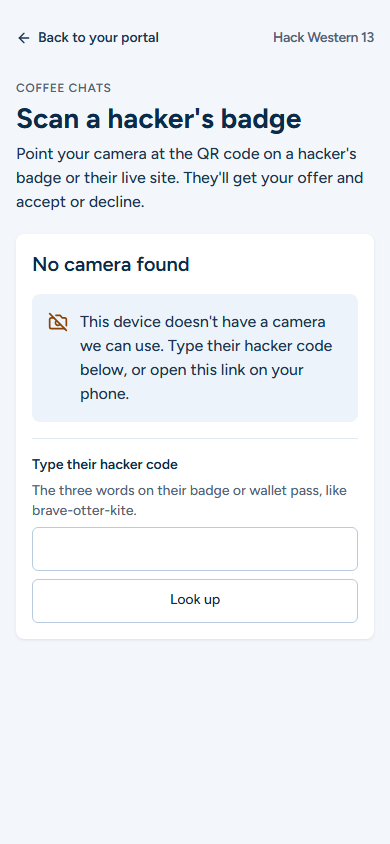 Back to your portal
Hack Western 13
COFFEE CHATS
Scan a hacker's badge
Point your camera at the QR code on a hacker's
badge or their live site. They'll get your offer and
accept or decline.
No camera found
This device doesn't have a camera
we can use. Type their hacker code
below, or open this link on your
phone.
Type their hacker code
The three words on their badge or wallet pass, like
brave-otter-kite.
Look up